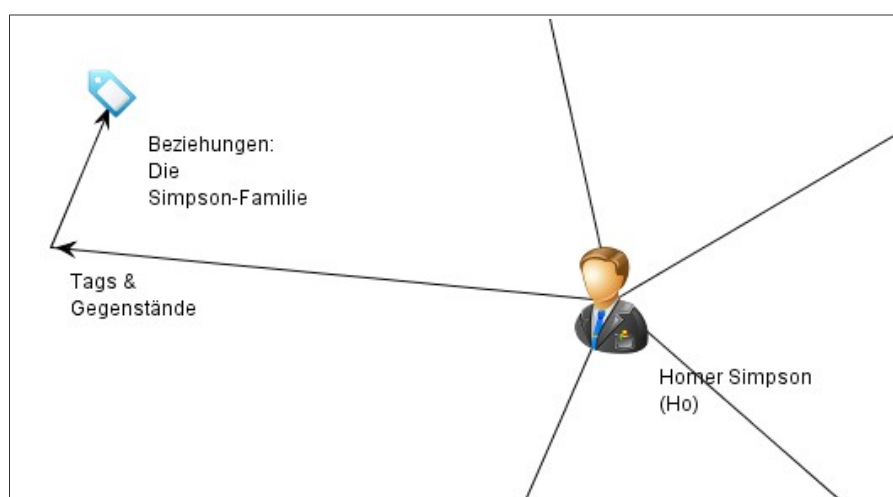 Beziehungen:
Die
Simpson-Familie
Tags &
Gegenstände
Homer Simpson
(Ho)